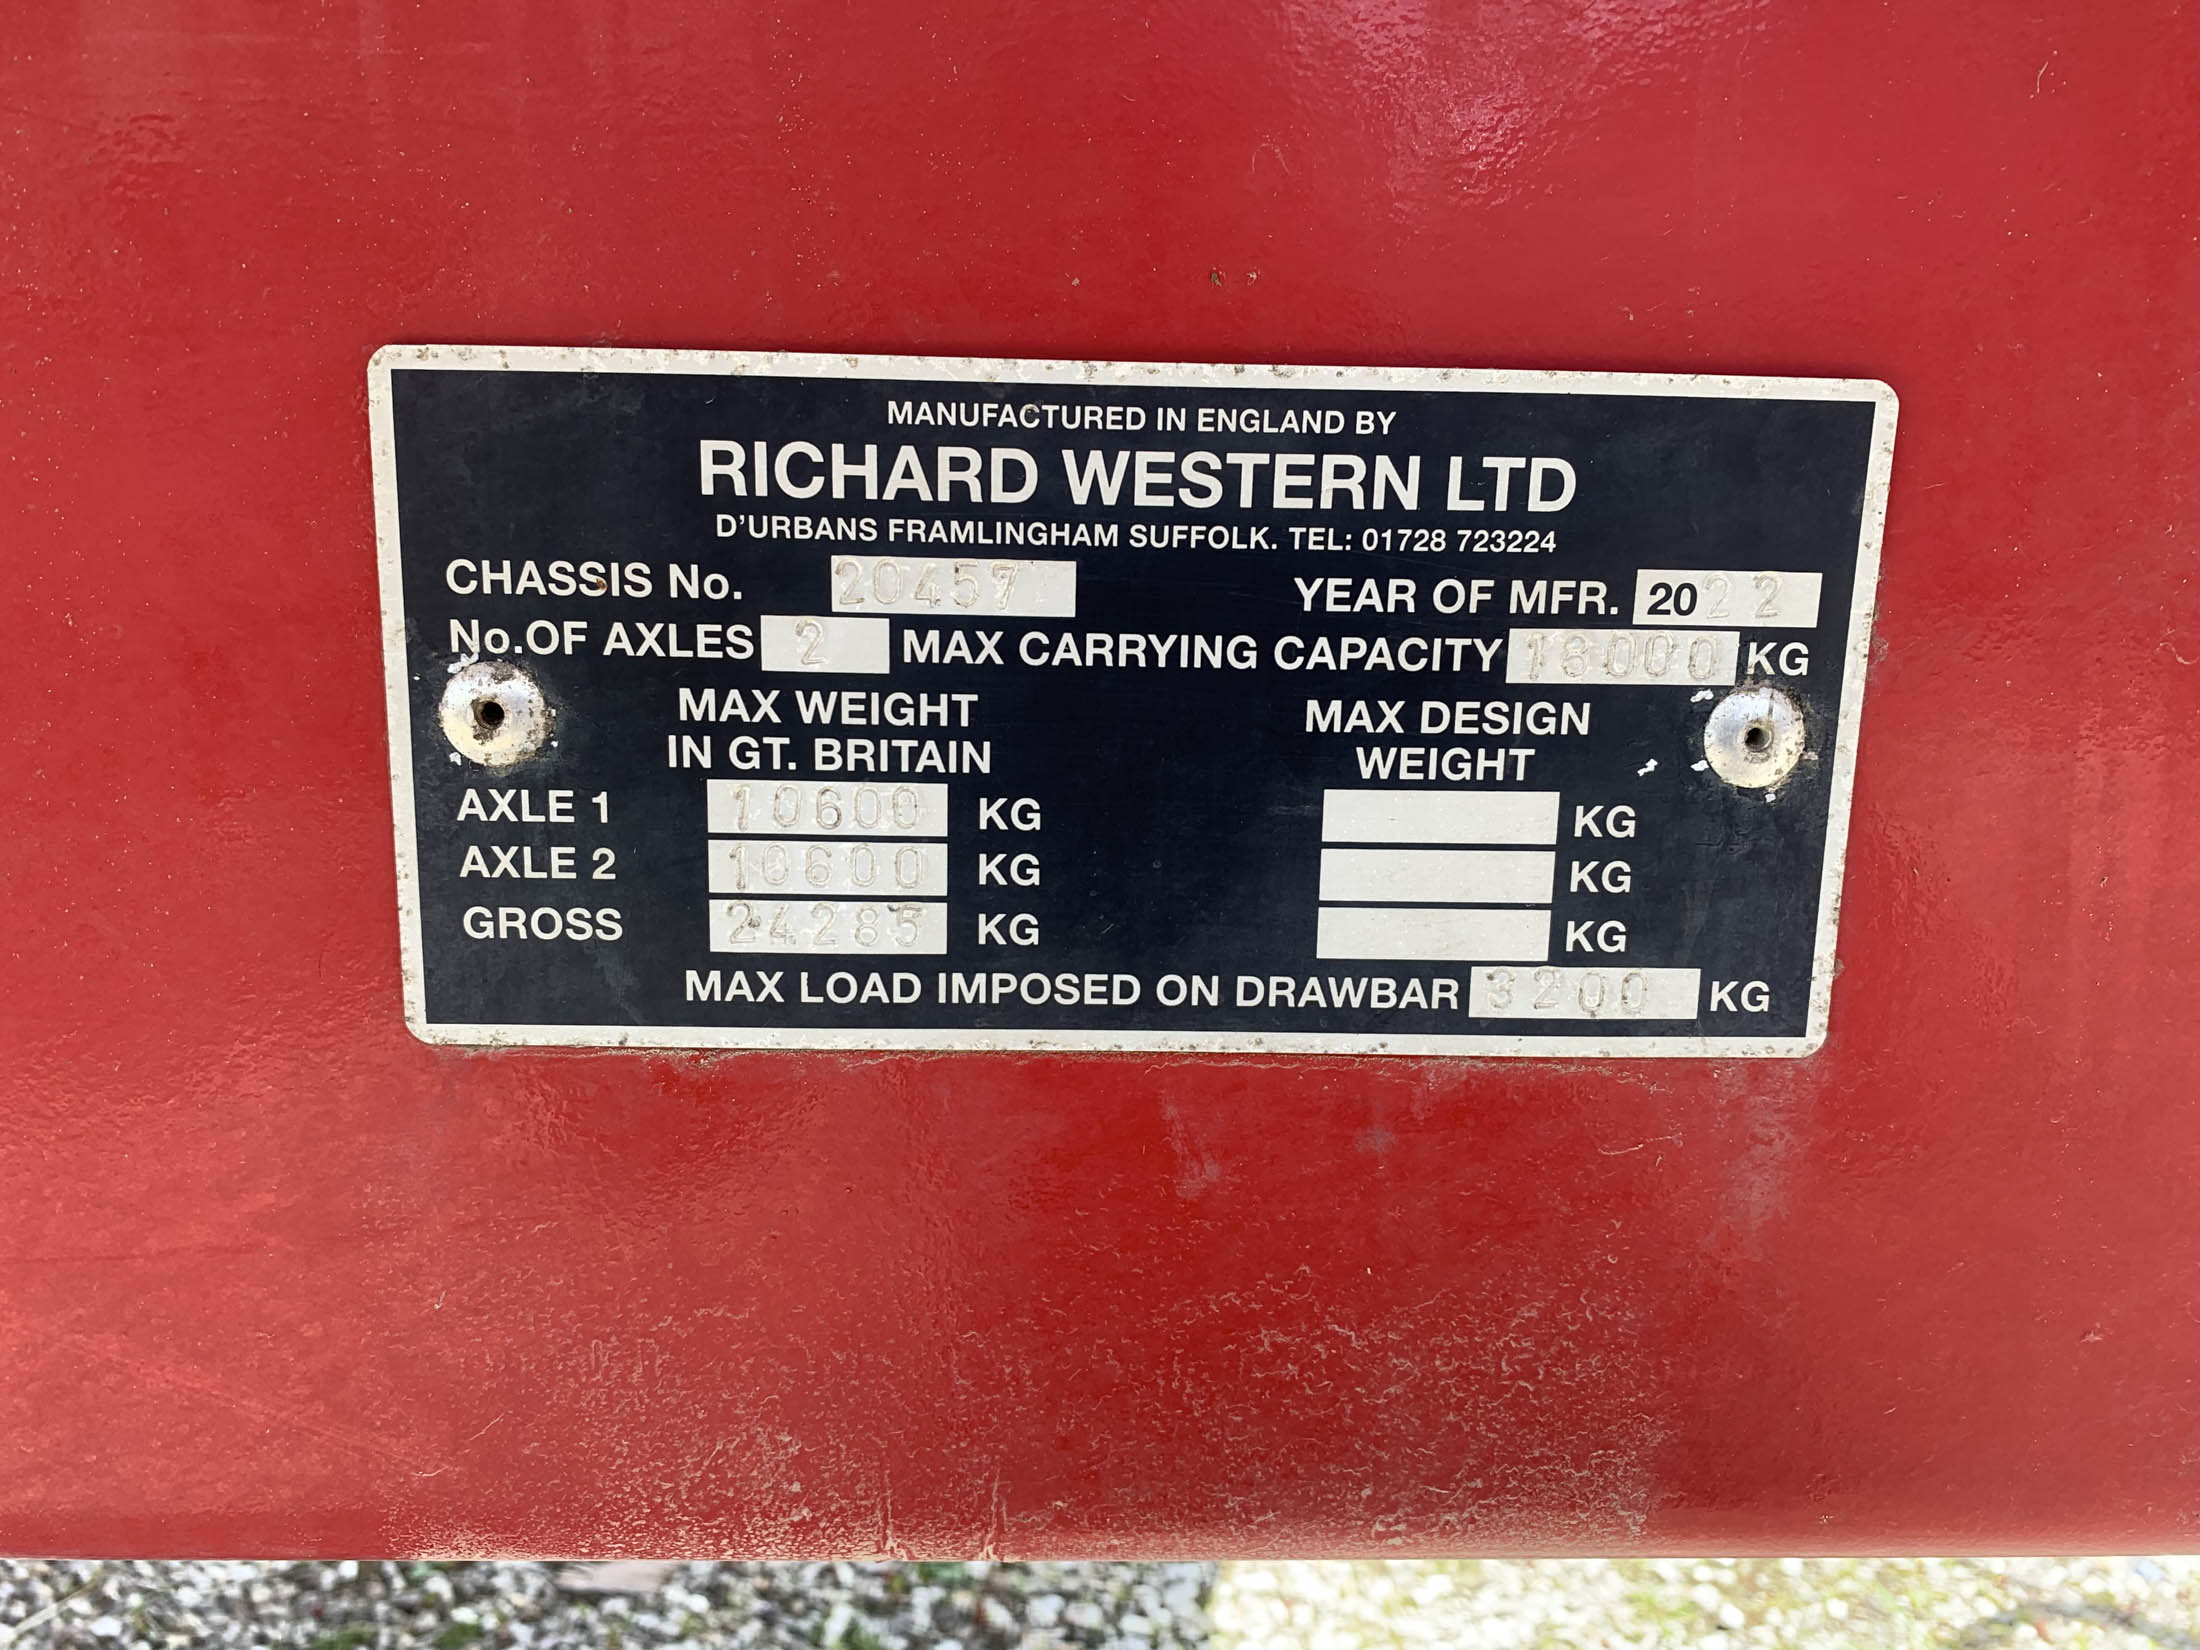 MANUFACTURED IN ENGLAND BY
RICHARD WESTERN LTD
D'URBANS FRAMLINGHAM SUFFOLK. TEL: 01728 723224
CHASSIS No. 20457 YEAR OF MFR. 2022
No.OF AXLES 2 MAX CARRYING CAPACITY 18000 KG
MAX WEIGHT IN GT. BRITAIN
MAX DESIGN WEIGHT
AXLE 1 10600 KG KG
AXLE 2 10600 KG KG
GROSS 24285 KG KG
MAX LOAD IMPOSED ON DRAWBAR 3200 KG